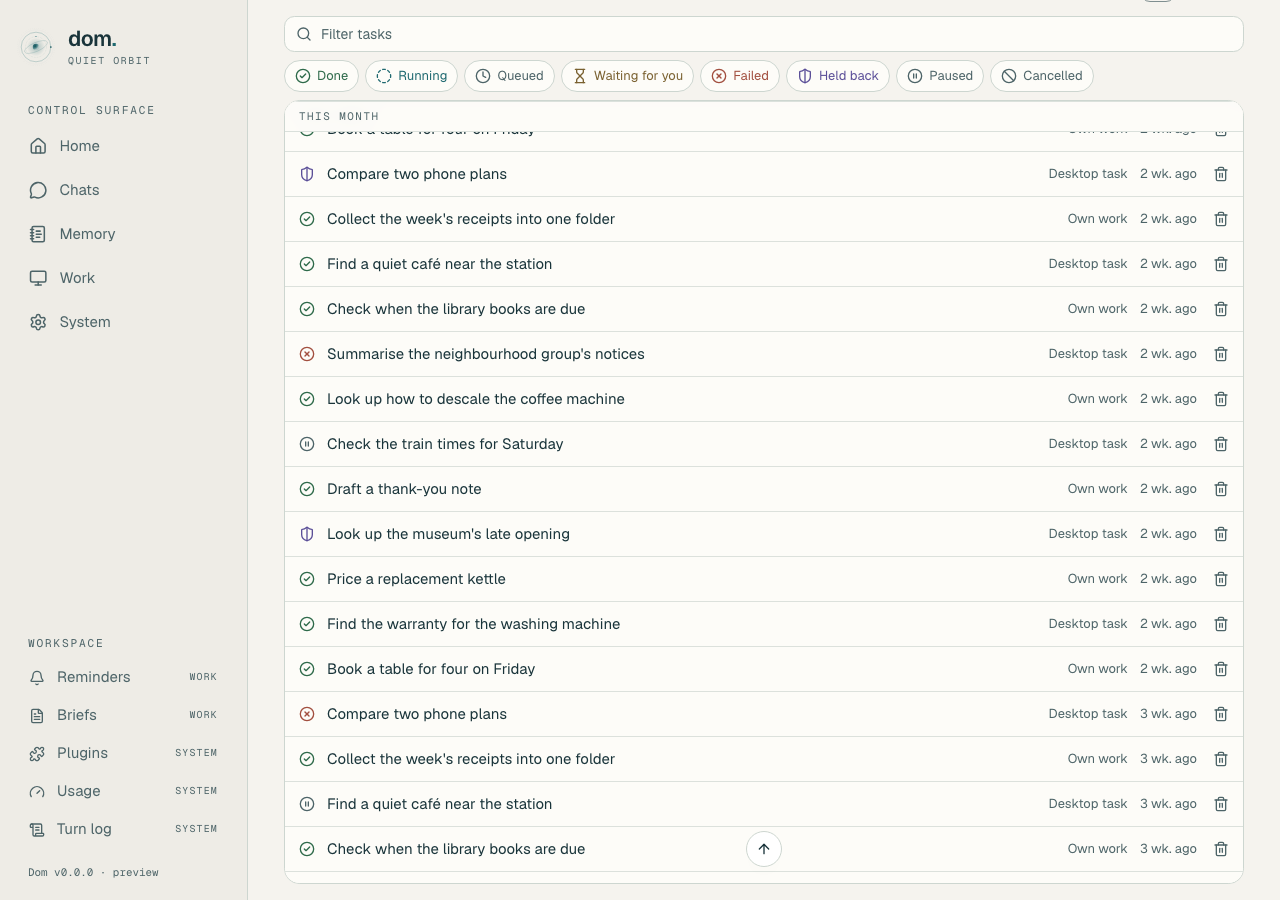 dom.
QUIET ORBIT
CONTROL SURFACE
Home
Chats
Memory
Work
System
WORKSPACE
Reminders WORK
Briefs WORK
Plugins SYSTEM
Usage SYSTEM
Turn log SYSTEM
Dom v0.0.0 · preview
Filter tasks
Done Running Queued Waiting for you Failed Held back Paused Cancelled
THIS MONTH
Book a table for four on Friday Own work 2 wk. ago
Compare two phone plans Desktop task 2 wk. ago
Collect the week's receipts into one folder Own work 2 wk. ago
Find a quiet café near the station Desktop task 2 wk. ago
Check when the library books are due Own work 2 wk. ago
Summarise the neighbourhood group's notices Desktop task 2 wk. ago
Look up how to descale the coffee machine Own work 2 wk. ago
Check the train times for Saturday Desktop task 2 wk. ago
Draft a thank-you note Own work 2 wk. ago
Look up the museum's late opening Desktop task 2 wk. ago
Price a replacement kettle Own work 2 wk. ago
Find the warranty for the washing machine Desktop task 2 wk. ago
Book a table for four on Friday Own work 2 wk. ago
Compare two phone plans Desktop task 3 wk. ago
Collect the week's receipts into one folder Own work 3 wk. ago
Find a quiet café near the station Desktop task 3 wk. ago
Check when the library books are due Own work 3 wk. ago